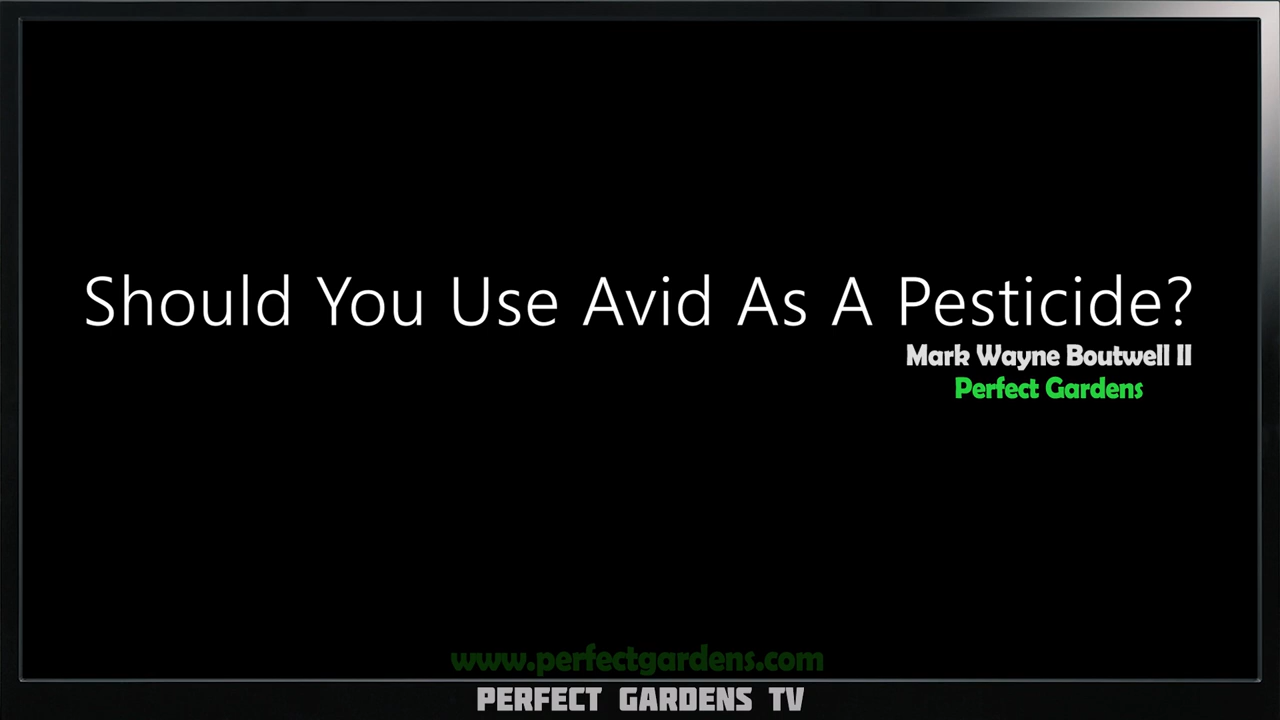 Should You Use Avid As A Pesticide?
Mark Wayne Boutwell II
Perfect Gardens
www.perfectgardens.com
PERFECT GARDENS TV